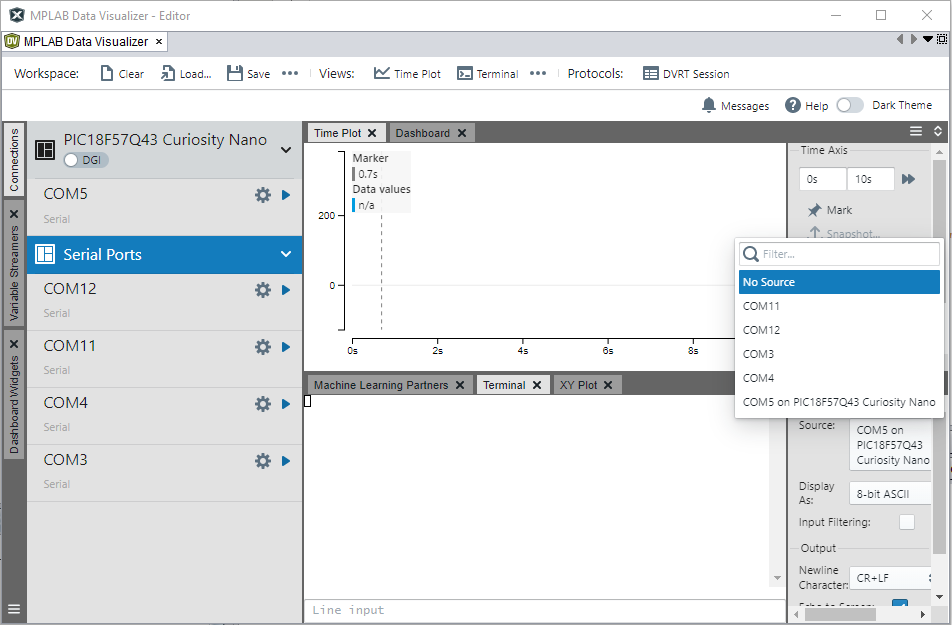 MPLAB Data Visualizer - Editor
DV MPLAB Data Visualizer ×
Workspace: Clear Load... Save Views: Time Plot Terminal Protocols: DVRT Session
Messages Help Dark Theme
Connections
Variable Streamers
Dashboard Widgets
PIC18F57Q43 Curiosity Nano
DGI
COM5
Serial
Serial Ports
COM12
Serial
COM11
Serial
COM4
Serial
COM3
Serial
Time Plot Dashboard
Marker
0.7s
Data values
n/a
200
0
0s 2s 4s 6s 8s
Time Axis
0s 10s
Mark
Snapshot...
Filter...
No Source
COM11
COM12
COM3
COM4
COM5 on PIC18F57Q43 Curiosity Nano
Machine Learning Partners Terminal XY Plot
Line input
Source: COM5 on
PIC18F57Q43
Curiosity Nano
Display
As: 8-bit ASCII
Input Filtering:
Output
Newline
Character: CR+LF
Echo to Screen: